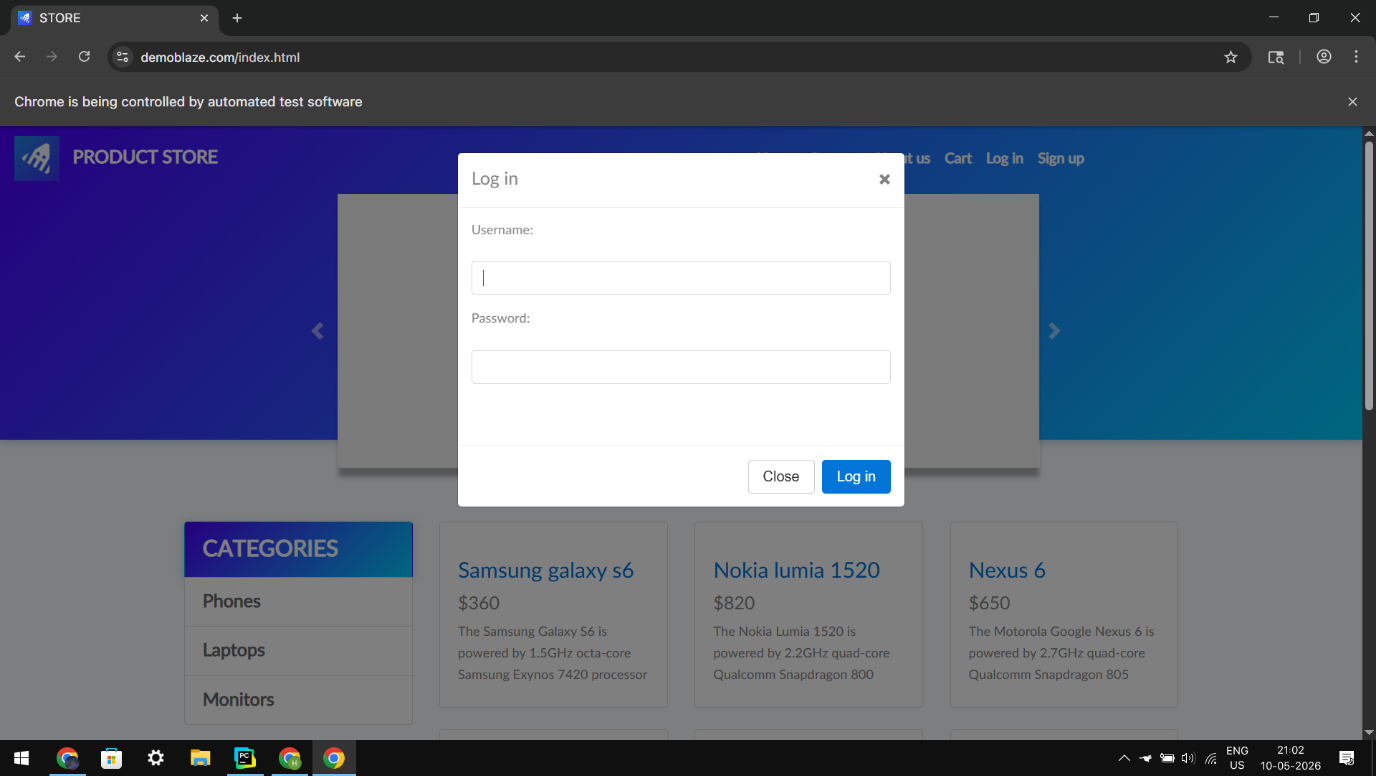 STORE
demoblaze.com/index.html
Chrome is being controlled by automated test software
PRODUCT STORE
ut us Cart Log in Sign up
Log in
Username:
Password:
Close Log in
CATEGORIES
Phones
Laptops
Monitors
Samsung galaxy s6
$360
The Samsung Galaxy S6 is
powered by 1.5GHz octa-core
Samsung Exynos 7420 processor
Nokia lumia 1520
$820
The Nokia Lumia 1520 is
powered by 2.2GHz quad-core
Qualcomm Snapdragon 800
Nexus 6
$650
The Motorola Google Nexus 6 is
powered by 2.7GHz quad-core
Qualcomm Snapdragon 805
PC
H
ENG
US
21:02
10-05-2026